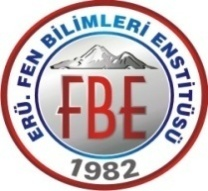 ERÜ. FEN BİLİMLERİ ENSTİTÜSÜ
FBE
1982